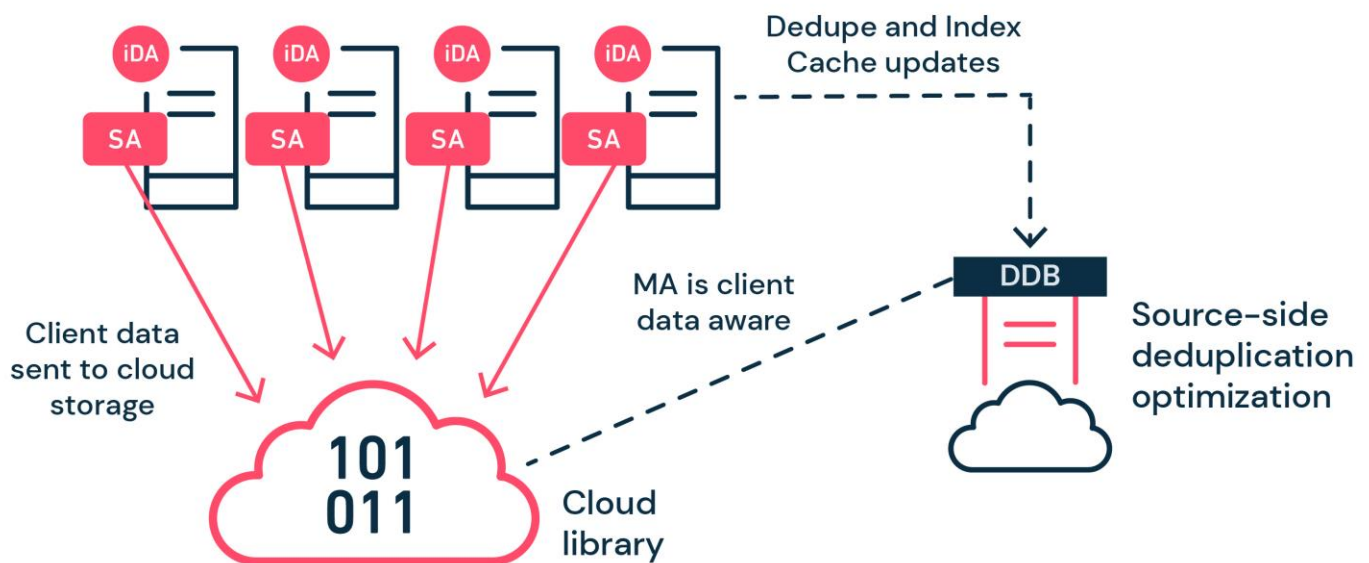 iDA
iDA
iDA
iDA
SA
SA
SA
SA
Dedupe and Index
Cache updates
DDB
MA is client
data aware
Source-side
deduplication
optimization
Client data
sent to cloud
storage
101
011
Cloud
library